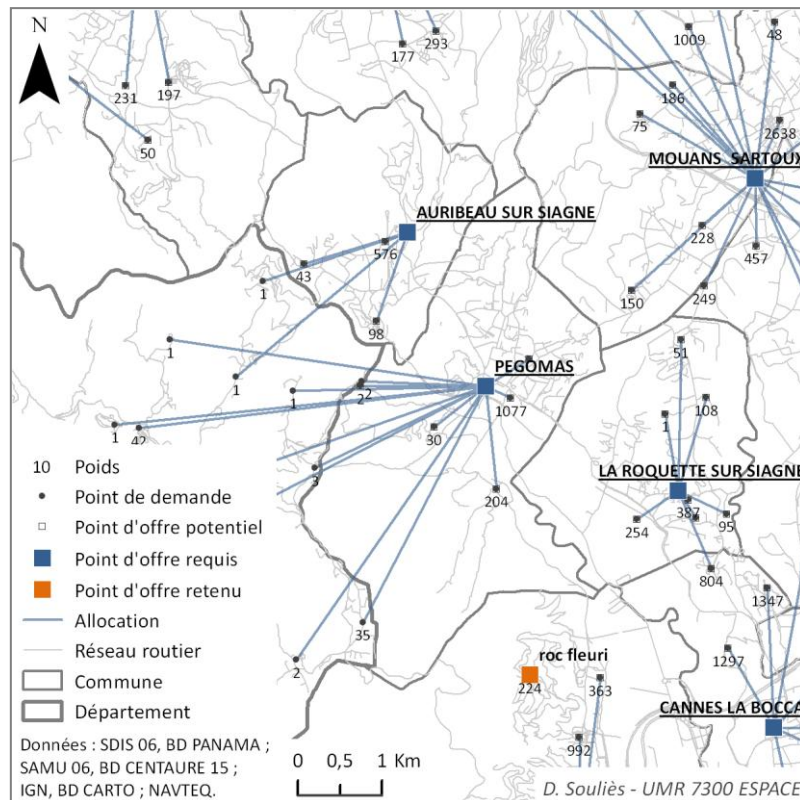 N
177
293
1009
48
231
197
186
75
2638
50
MOUANS SARTOUX
AURIBEAU SUR SIAGNE
576
228
457
43
1
150
249
98
1
51
PEGOMAS
1
1
2
2
1077
108
1
42
30
1
LA ROQUETTE SUR SIAGNE
3
204
387
254
95
10 Poids
Point de demande
Point d'offre potentiel
Point d'offre requis
Point d'offre retenu
Allocation
Réseau routier
Commune
Département
804
1347
35
2
1297
roc fleuri
224
363
CANNES LA BOCCA
992
Données : SDIS 06, BD PANAMA ;
SAMU 06, BD CENTAURE 15 ;
IGN, BD CARTO ; NAVTEQ.
0 0,5 1 Km
D. Souliès - UMR 7300 ESPACE